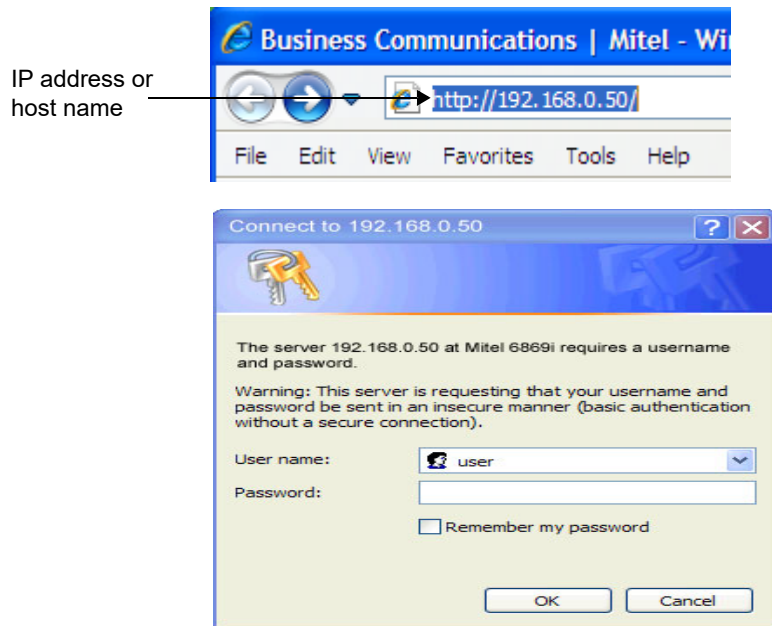 Business Communications | Mitel - Wi
IP address or
host name
http://192.168.0.50/
File Edit View Favorites Tools Help
Connect to 192.168.0.50
The server 192.168.0.50 at Mitel 6869i requires a username
and password.
Warning: This server is requesting that your username and
password be sent in an insecure manner (basic authentication
without a secure connection).
User name: user
Password:
Remember my password
OK Cancel